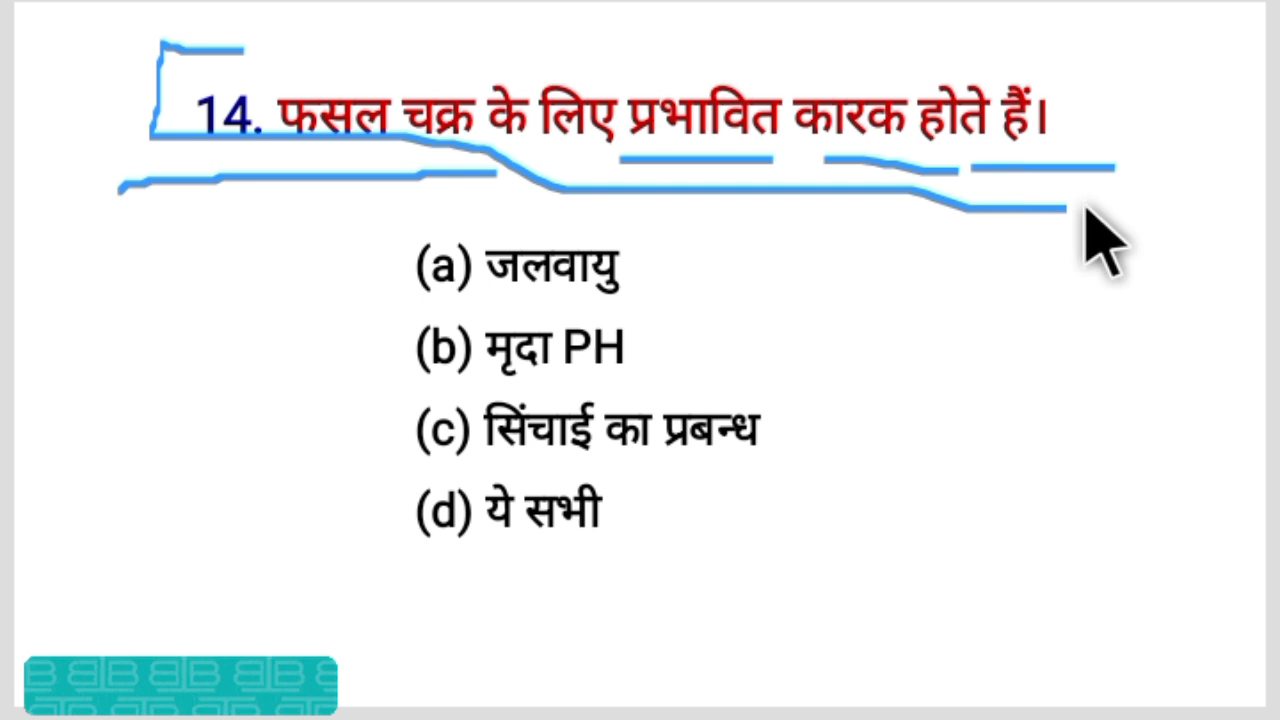 14. फसल चक्र के लिए प्रभावित कारक होते हैं।
(a) जलवायु
(b) मृदा PH
(c) सिंचाई का प्रबन्ध
(d) ये सभी